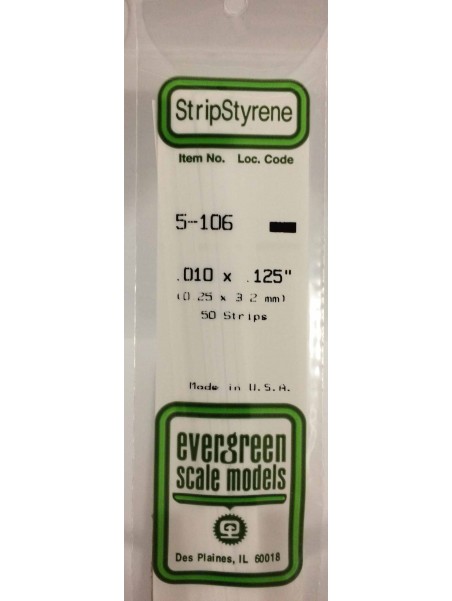 StripStyrene
Item No. Loc. Code
5-106
.010 x .125"
(0.25 x 3.2 mm)
50 Strips
Made in U.S.A.
evergreen
scale models
Des Plaines, IL 60018